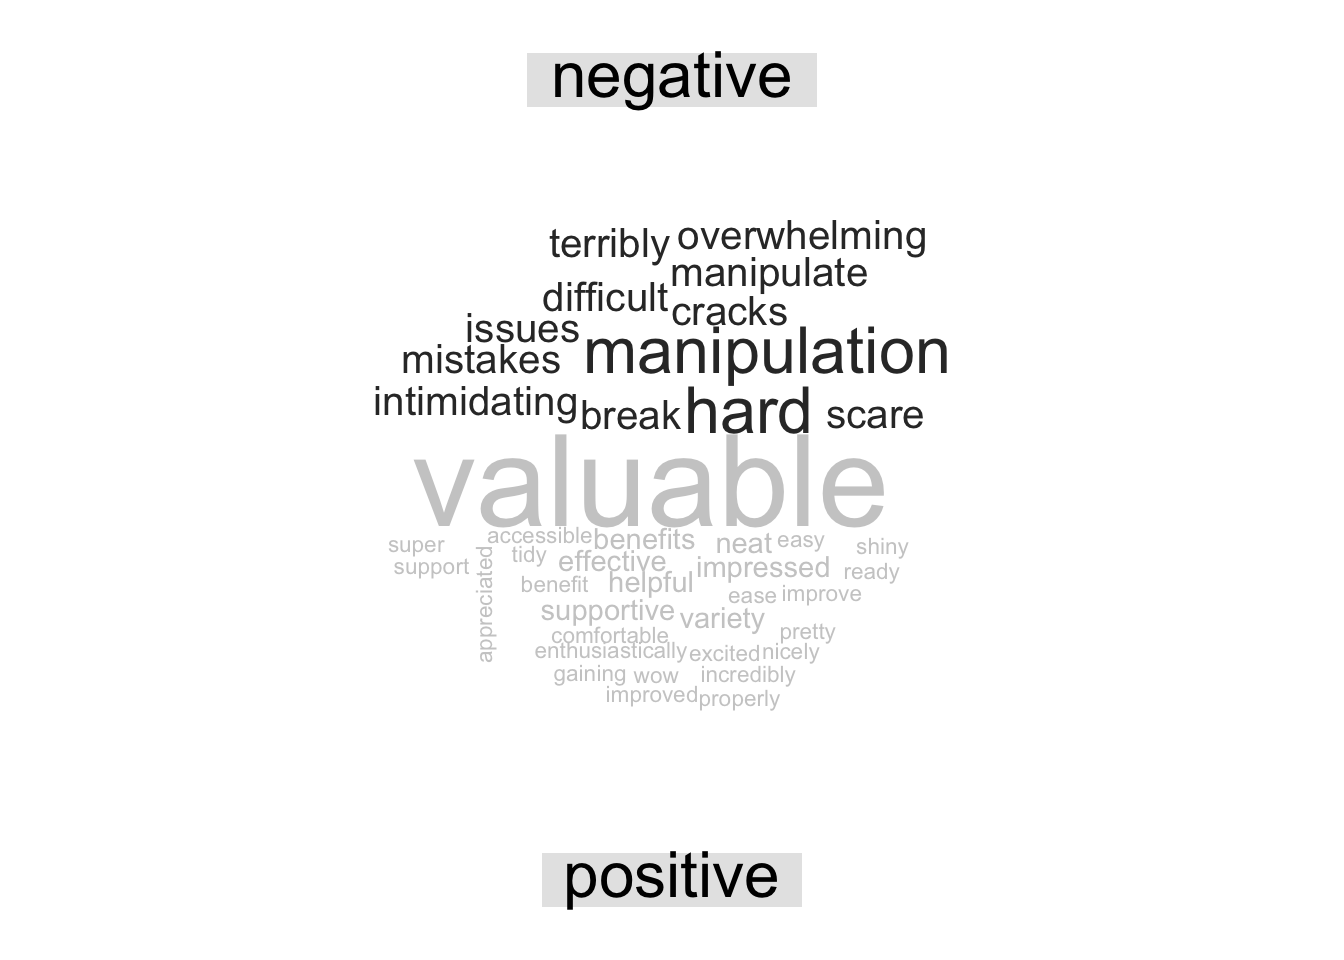 negative
terribly overwhelming
manipulate
difficult cracks
issues
mistakes manipulation
intimidating break hard scare
valuable
super accessible benefits neat easy shiny
support tidy effective impressed ready
appreciated benefit helpful ease improve
supportive variety
comfortable pretty
enthusiastically excited nicely
gaining wow incredibly
improved properly
positive